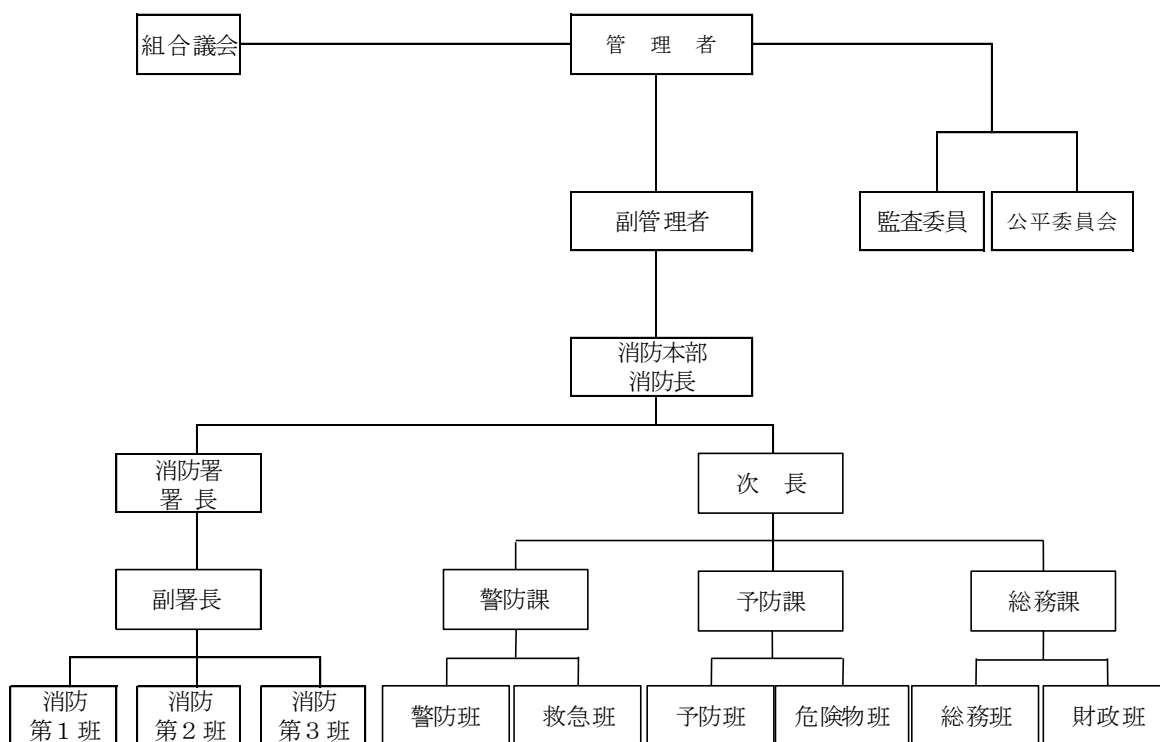 組合議会
管　理　者
副管理者
監査委員
公平委員会
消防本部
消防長
消防署
署 長
次　長
副署長
警防課
予防課
総務課
消防
第１班
消防
第２班
消防
第３班
警防班
救急班
予防班
危険物班
総務班
財政班